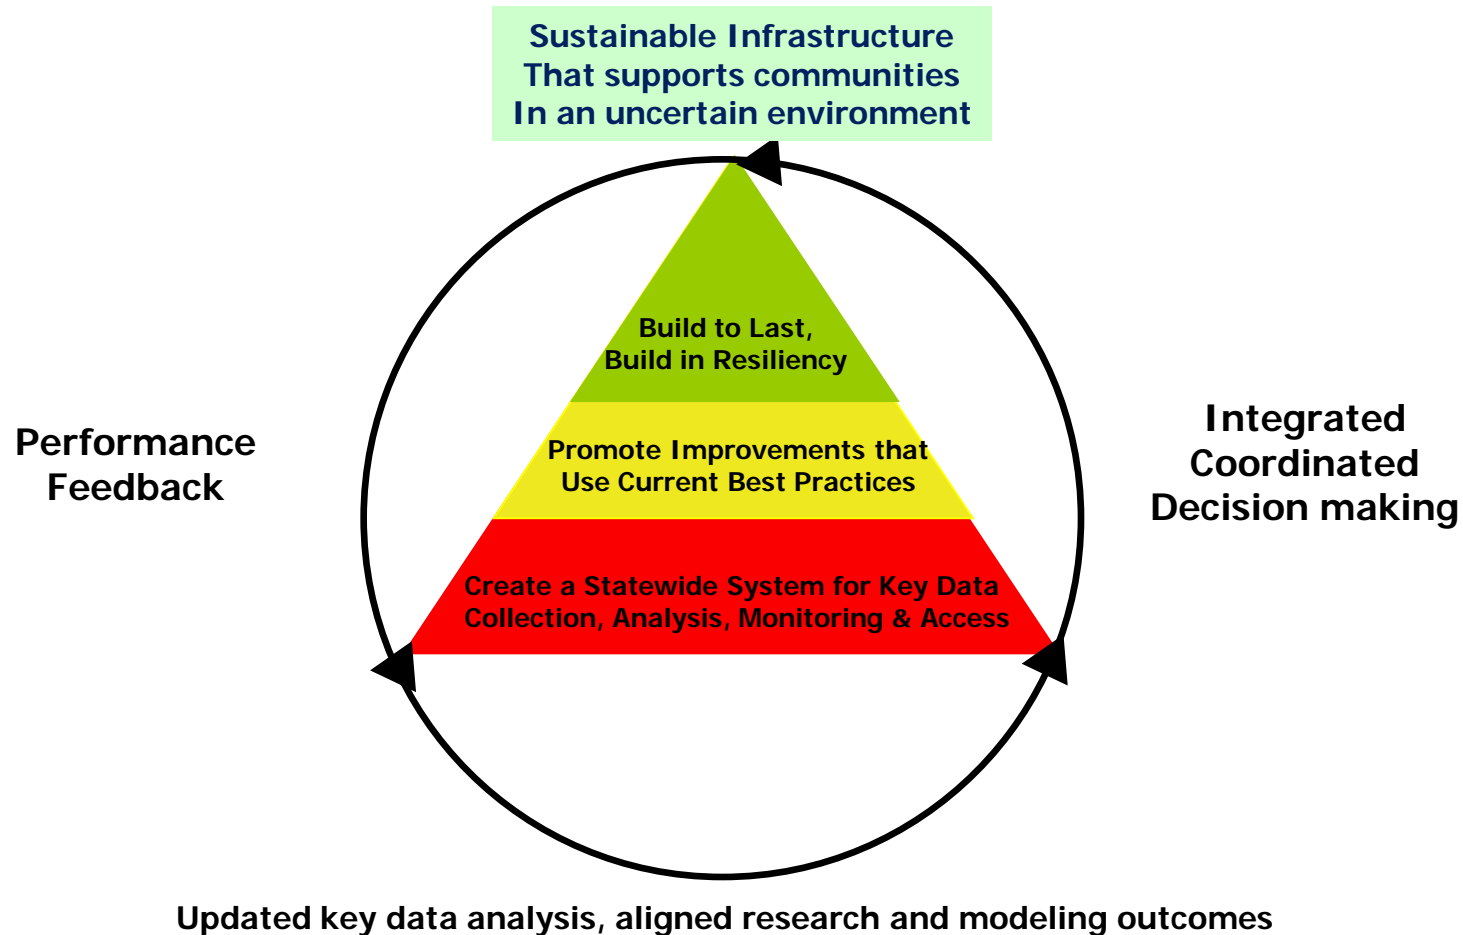 Sustainable Infrastructure
That supports communities
In an uncertain environment
Build to Last,
Build in Resiliency
Performance
Feedback
Integrated
Coordinated
Decision making
Promote Improvements that
Use Current Best Practices
Create a Statewide System for Key Data
Collection, Analysis, Monitoring & Access
Updated key data analysis, aligned research and modeling outcomes